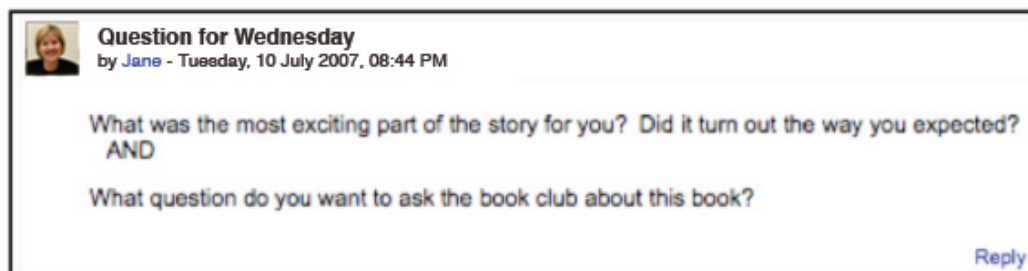 Question for Wednesday
by Jane - Tuesday, 10 July 2007, 08:44 PM
What was the most exciting part of the story for you? Did it turn out the way you expected?
AND
What question do you want to ask the book club about this book?
Reply